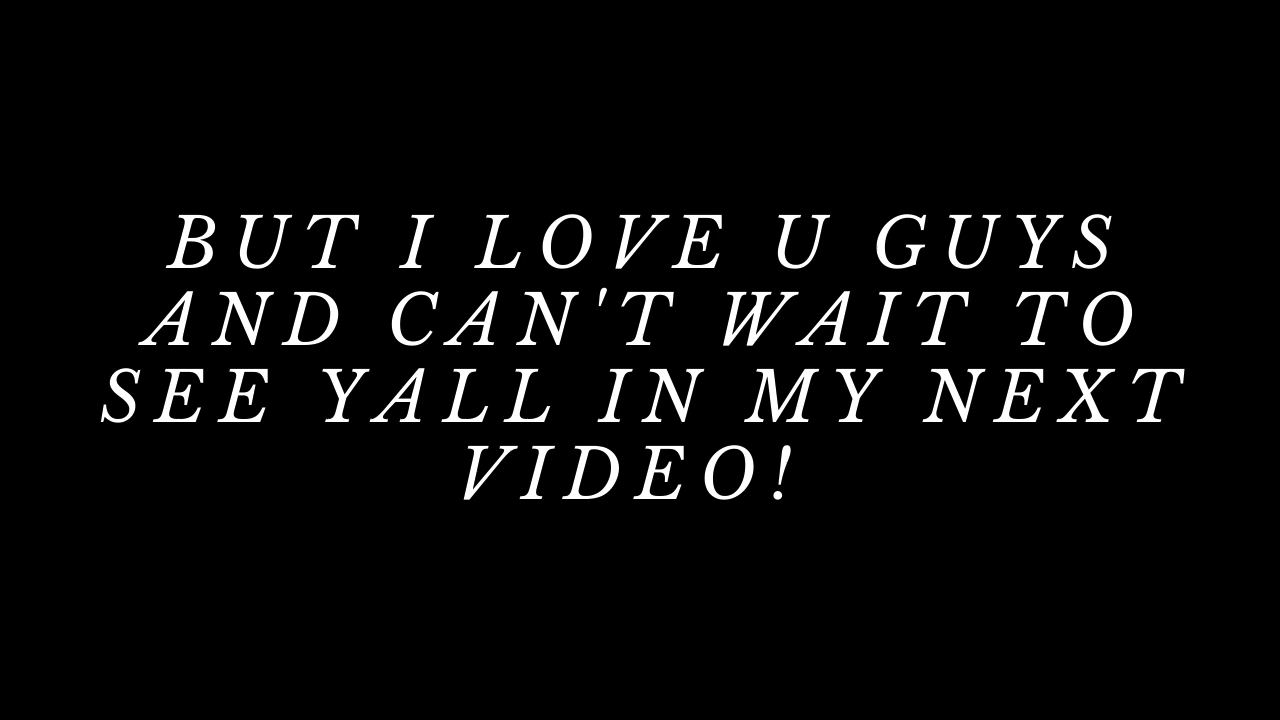 BUT I LOVE U GUYS
AND CAN'T WAIT TO
SEE YALL IN MY NEXT
VIDEO!